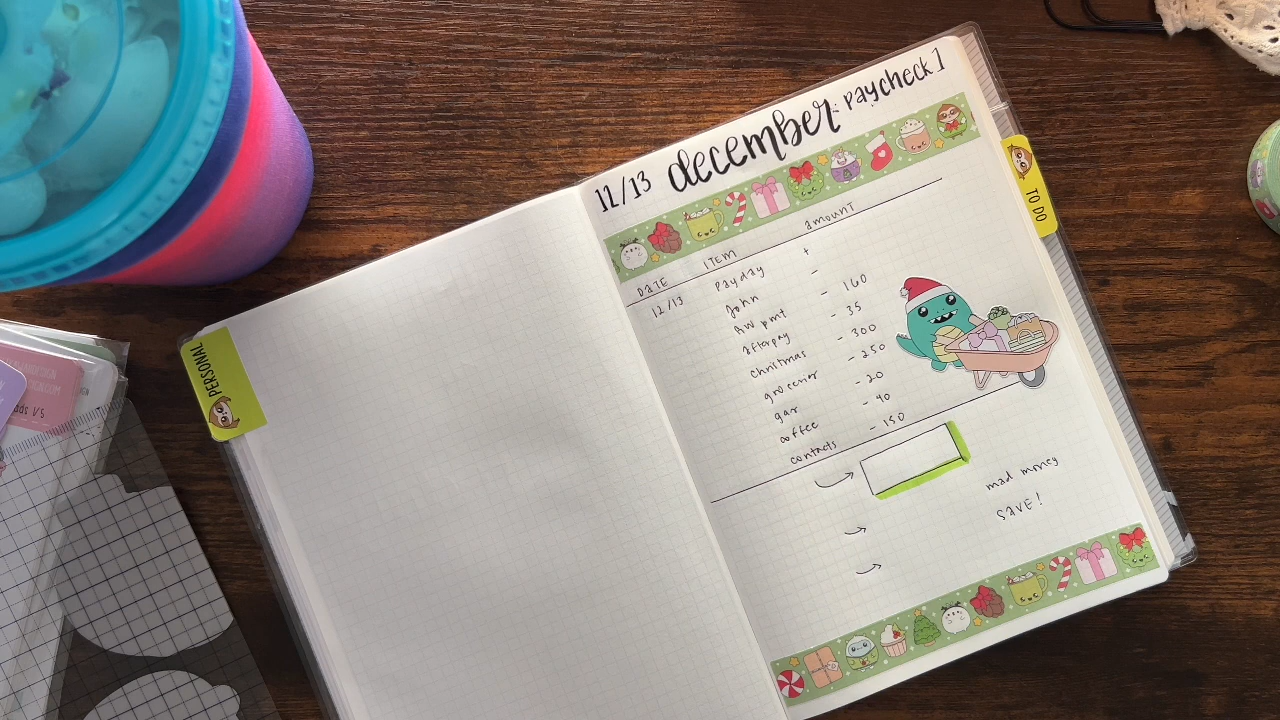 12/13 december: paycheck 1
DATE ITEM amount
12/13 payday +
John -
AW pmt - 160
afterpay - 35
christmas - 300
groceries - 250
gas - 20
coffee - 40
contacts - 150
mad money
save!
TO DO
PERSONAL